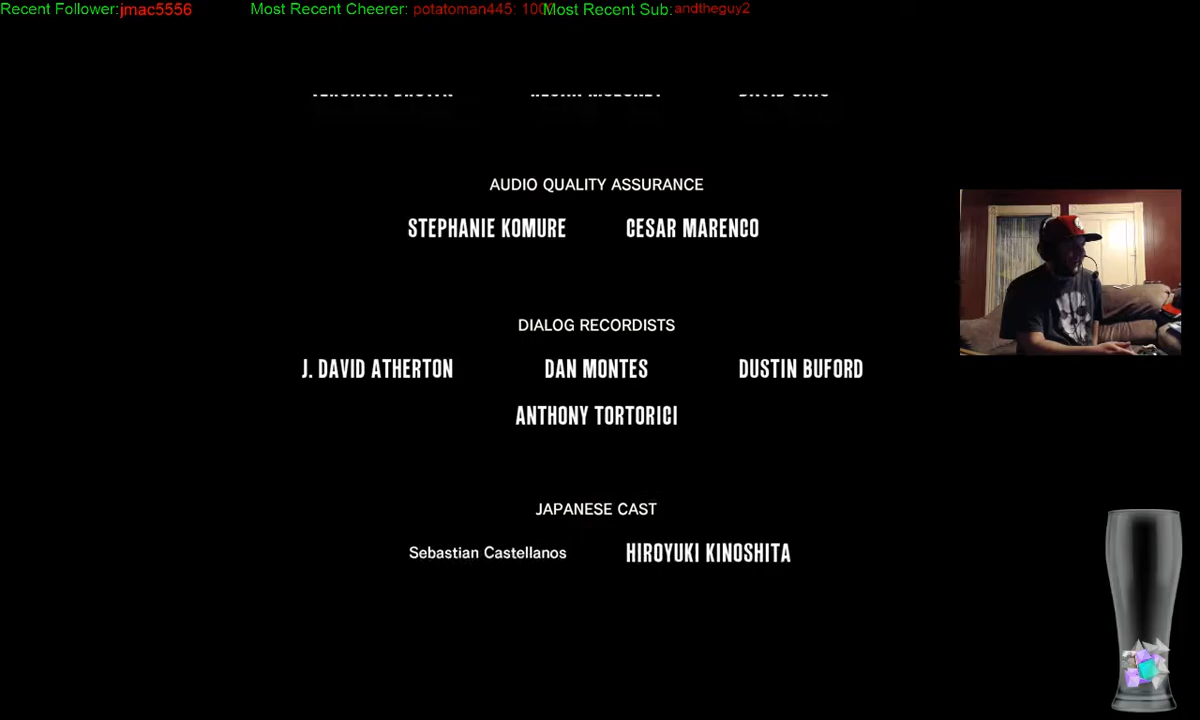 Recent Follower:jmac5556 Most Recent Cheerer: potatoman445: 100 Most Recent Sub:andtheguy2
AUDIO QUALITY ASSURANCE
STEPHANIE KOMURE CESAR MARENCO
DIALOG RECORDISTS
J. DAVID ATHERTON DAN MONTES DUSTIN BUFORD
ANTHONY TORTORICI
JAPANESE CAST
Sebastian Castellanos HIROYUKI KINOSHITA